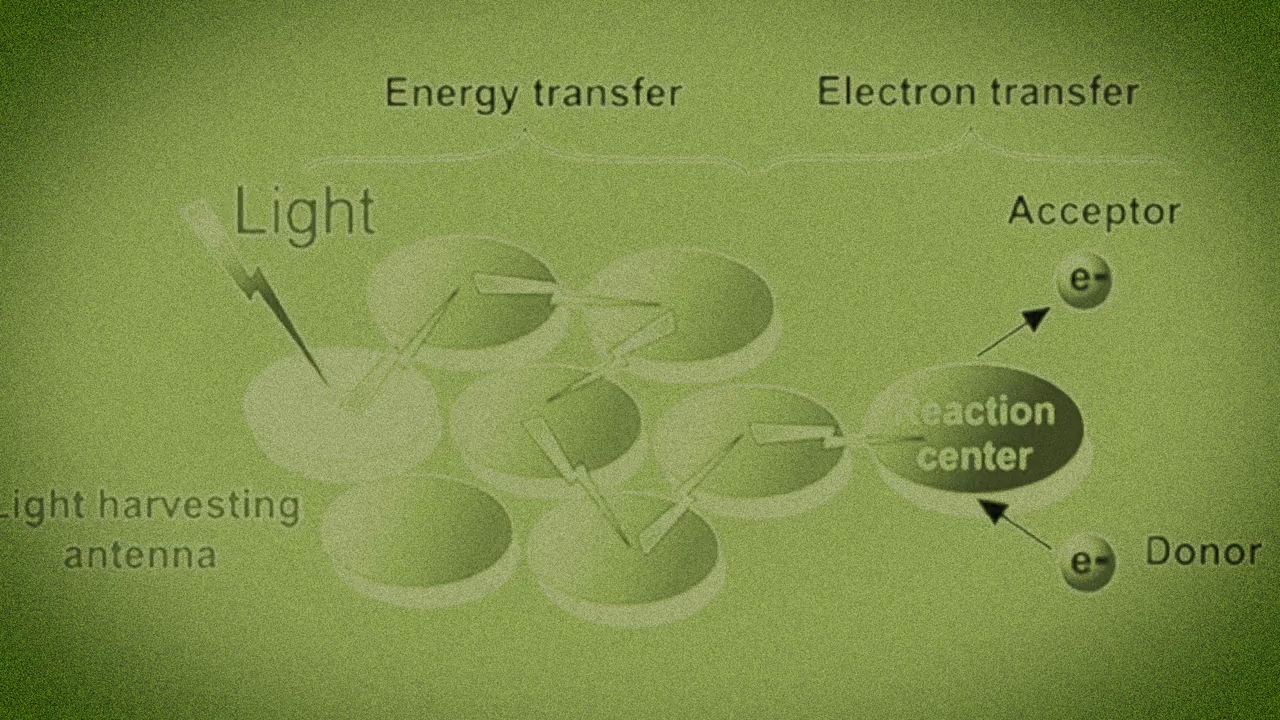 Energy transfer
Electron transfer
Light
Acceptor
e-
Reaction
center
Light harvesting
antenna
e-
Donor